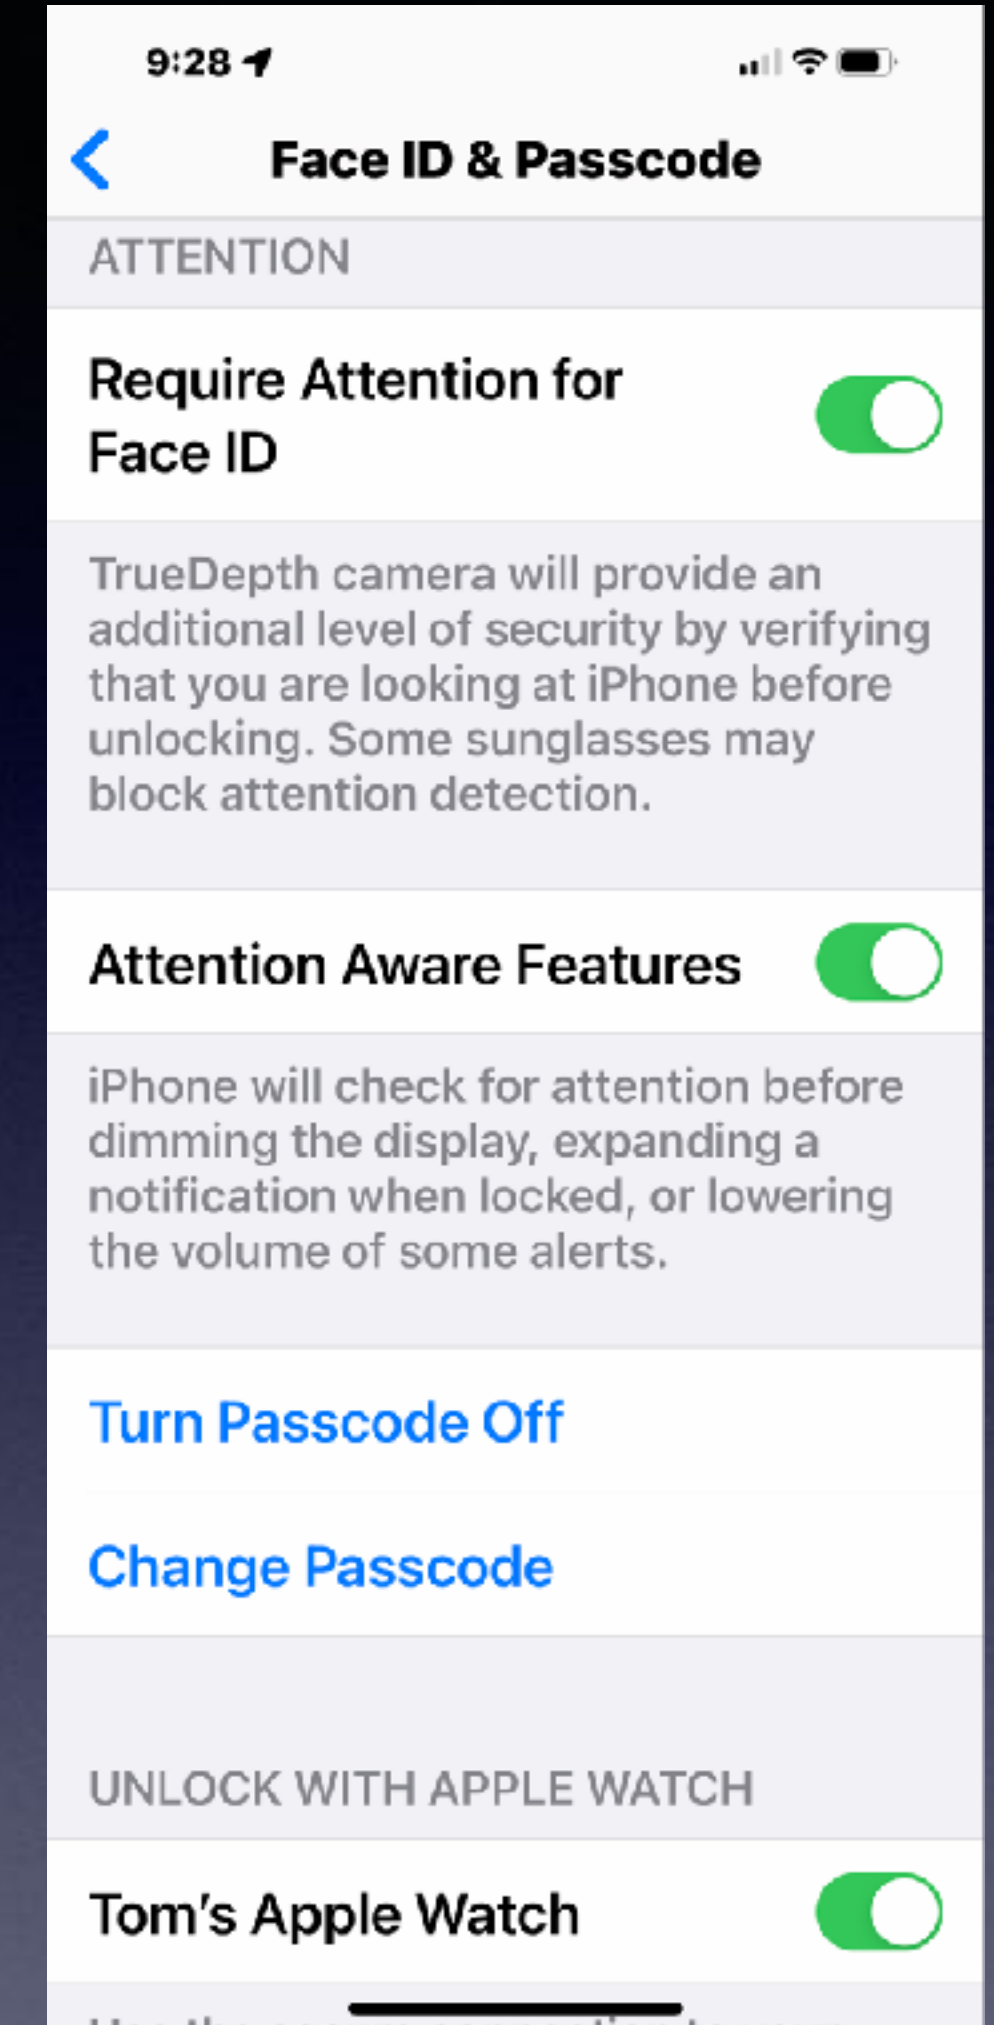 9:28
Face ID & Passcode
ATTENTION
Require Attention for
Face ID
TrueDepth camera will provide an
additional level of security by verifying
that you are looking at iPhone before
unlocking. Some sunglasses may
block attention detection.
Attention Aware Features
iPhone will check for attention before
dimming the display, expanding a
notification when locked, or lowering
the volume of some alerts.
Turn Passcode Off
Change Passcode
UNLOCK WITH APPLE WATCH
Tom's Apple Watch